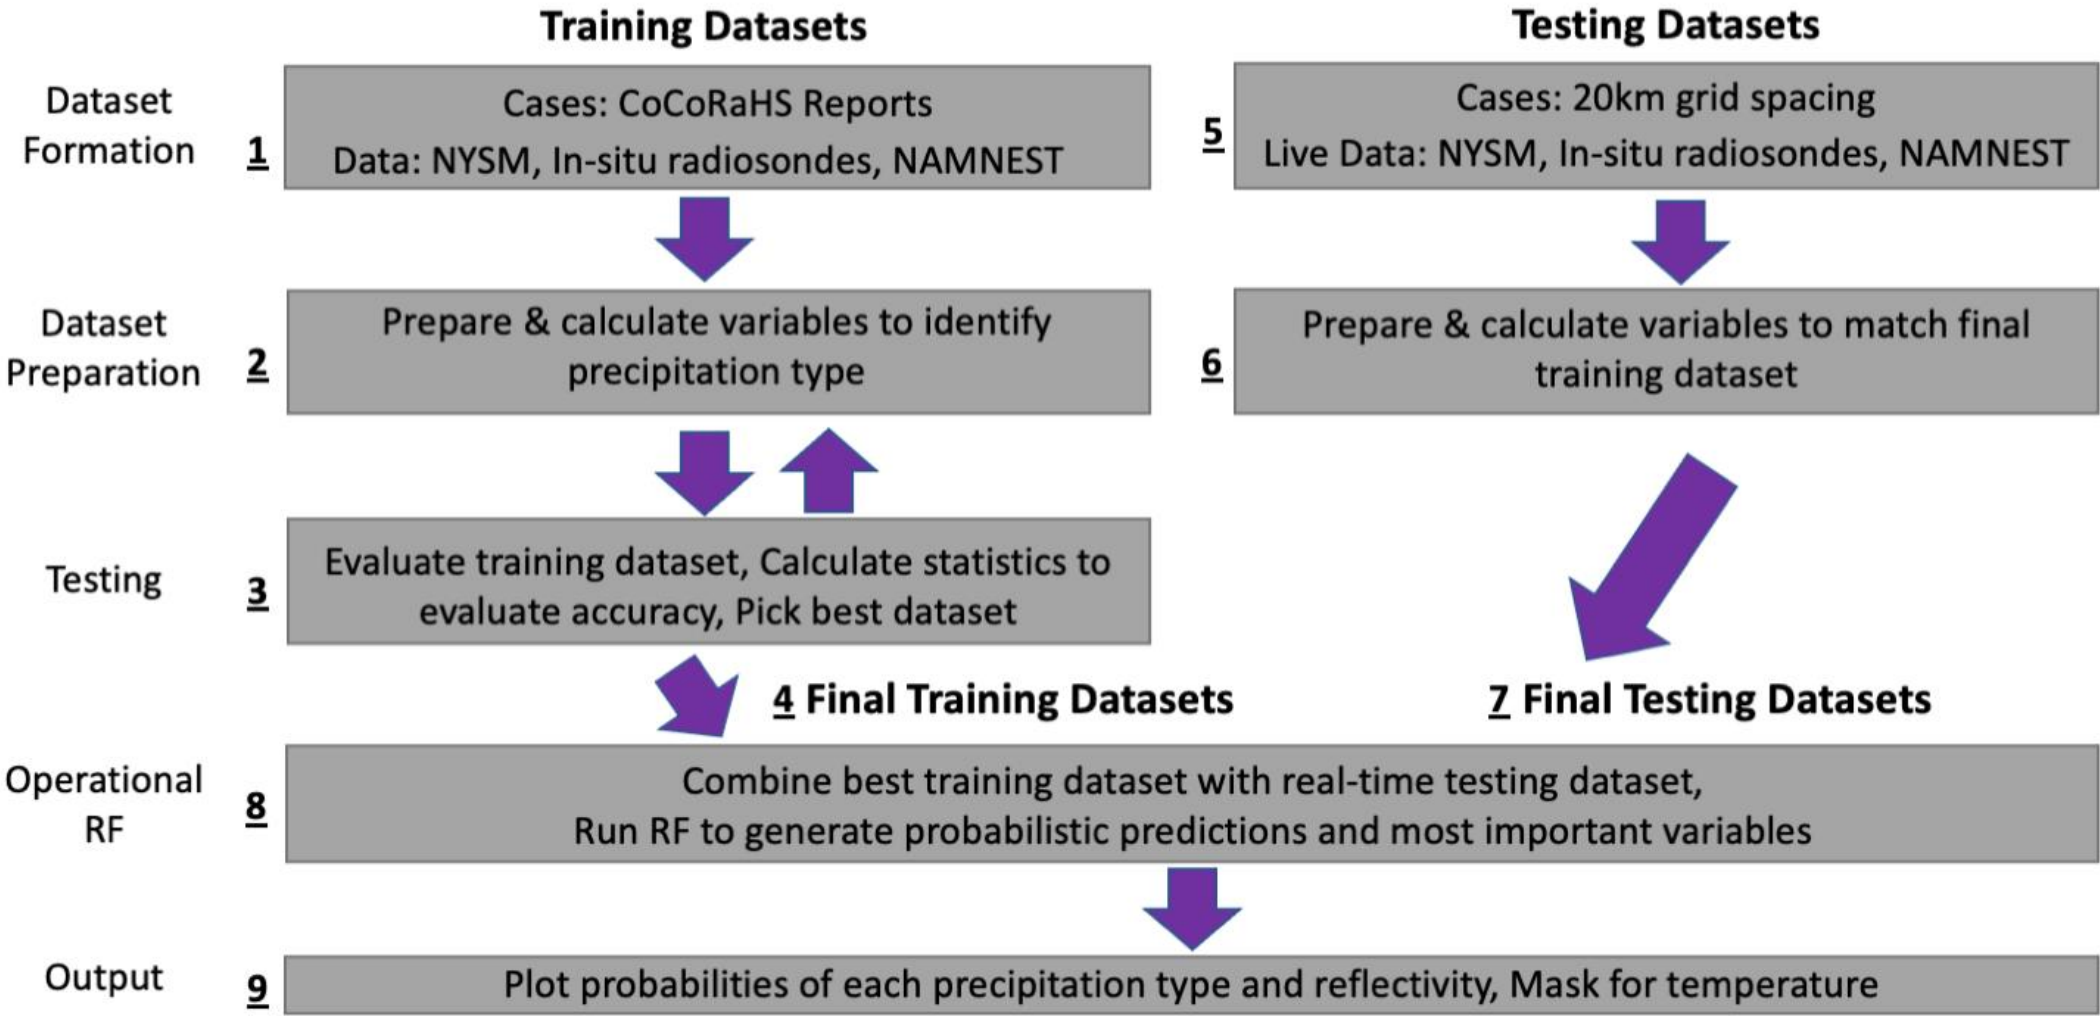 Training Datasets
Testing Datasets
Dataset
Formation
1
Cases: CoCoRaHS Reports
Data: NYSM, In-situ radiosondes, NAMNEST
5
Cases: 20km grid spacing
Live Data: NYSM, In-situ radiosondes, NAMNEST
Dataset
Preparation
2
Prepare & calculate variables to identify
precipitation type
6
Prepare & calculate variables to match final
training dataset
Testing
3
Evaluate training dataset, Calculate statistics to
evaluate accuracy, Pick best dataset
4 Final Training Datasets
7 Final Testing Datasets
Operational
RF
8
Combine best training dataset with real-time testing dataset,
Run RF to generate probabilistic predictions and most important variables
Output
9
Plot probabilities of each precipitation type and reflectivity, Mask for temperature